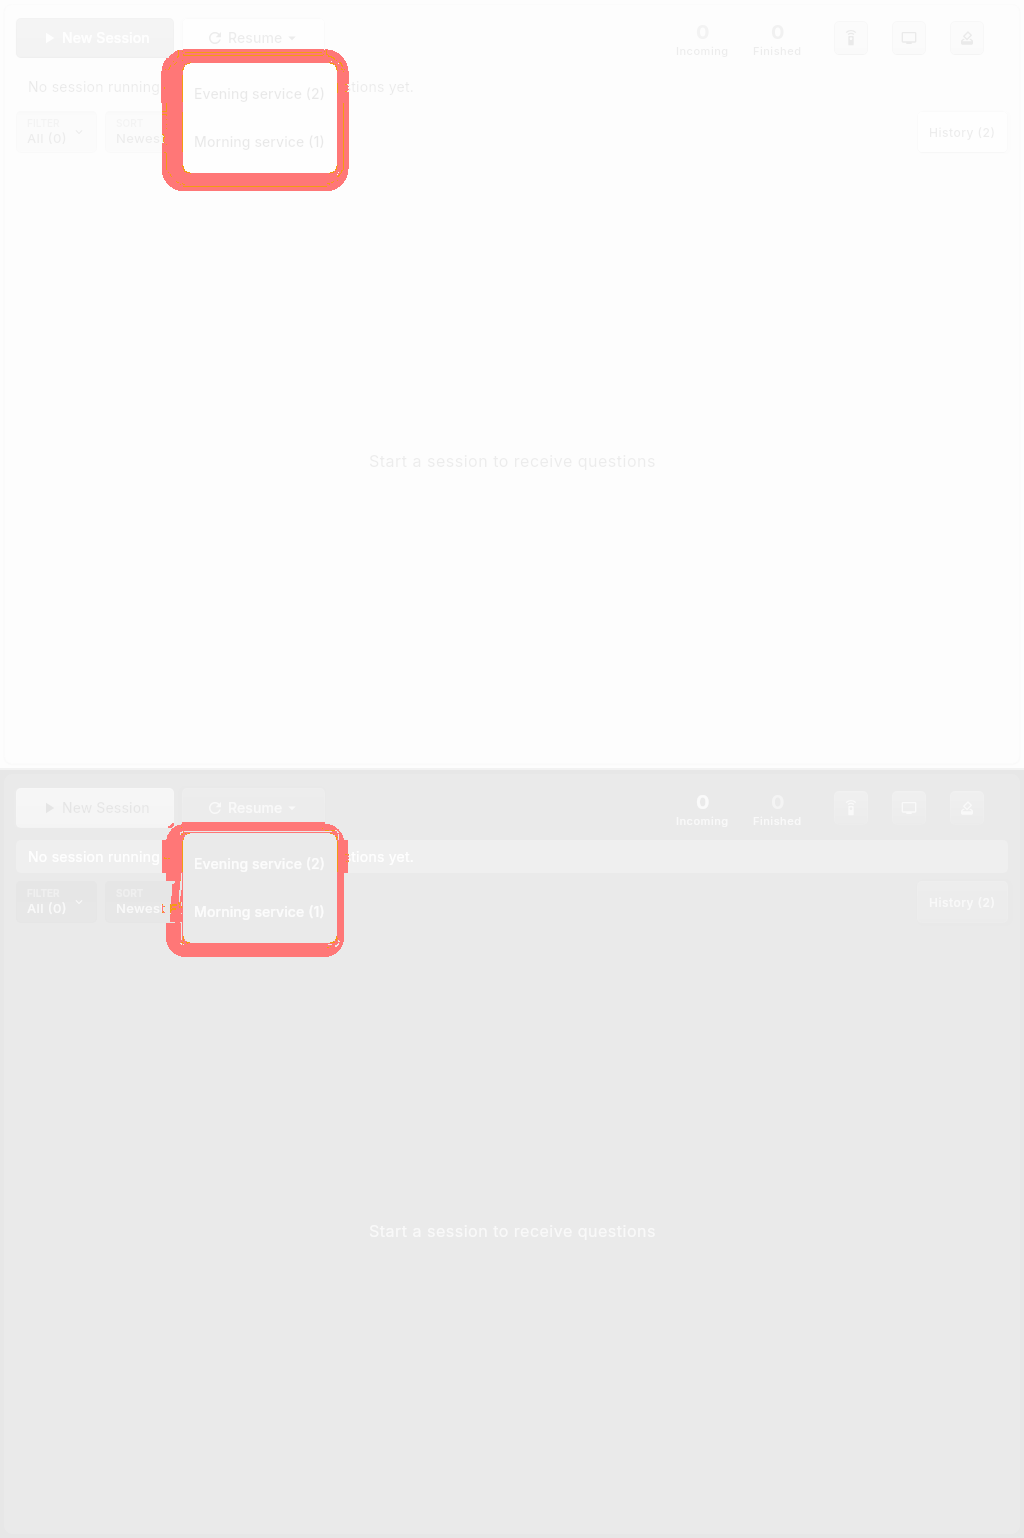 New Session
Resume
0
Incoming
0
Finished
No session running
tions yet.
Evening service (2)
FILTER
All (0)
SORT
Newest
Morning service (1)
History (2)
Start a session to receive questions
New Session
Resume
0
Incoming
0
Finished
No session running
tions yet.
Evening service (2)
FILTER
All (0)
SORT
Newest
Morning service (1)
History (2)
Start a session to receive questions